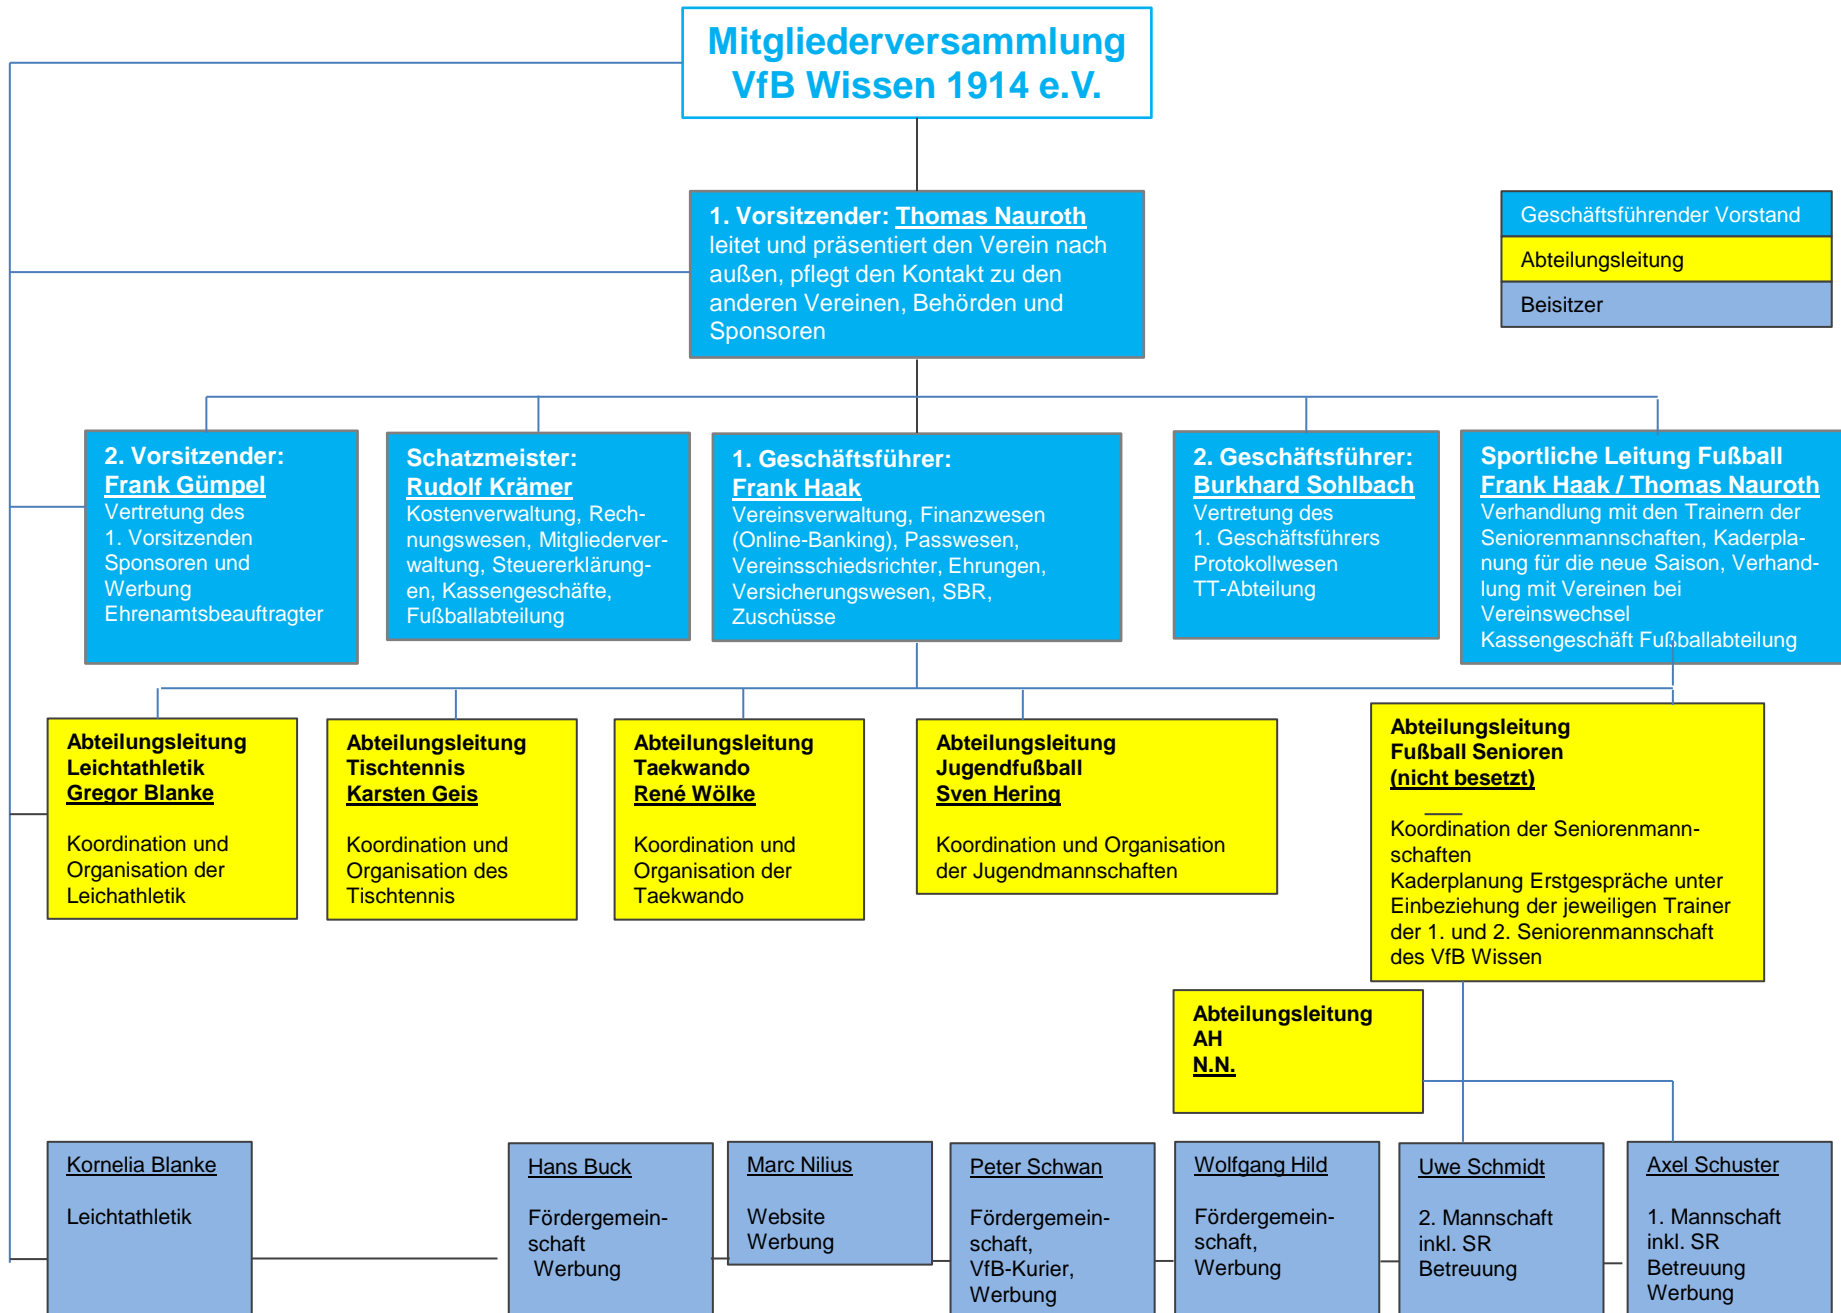 Mitgliederversammlung
VfB Wissen 1914 e.V.
1. Vorsitzender: Thomas Nauroth
leitet und präsentiert den Verein nach
außen, pflegt den Kontakt zu den
anderen Vereinen, Behörden und
Sponsoren
Geschäftsführender Vorstand
Abteilungsleitung
Beisitzer
2. Vorsitzender:
Frank Gümpel
Vertretung des
1. Vorsitzenden
Sponsoren und
Werbung
Ehrenamtsbeauftragter
Schatzmeister:
Rudolf Krämer
Kostenverwaltung, Rech-
nungswesen, Mitgliederver-
waltung, Steuererklärung-
en, Kassengeschäfte,
Fußballabteilung
1. Geschäftsführer:
Frank Haak
Vereinsverwaltung, Finanzwesen
(Online-Banking), Passwesen,
Vereinsschiedsrichter, Ehrungen,
Versicherungswesen, SBR,
Zuschüsse
2. Geschäftsführer:
Burkhard Sohlbach
Vertretung des
1. Geschäftsführers
Protokollwesen
TT-Abteilung
Sportliche Leitung Fußball
Frank Haak / Thomas Nauroth
Verhandlung mit den Trainern der
Seniorenmannschaften, Kaderpla-
nung für die neue Saison, Verhand-
lung mit Vereinen bei
Vereinswechsel
Kassengeschäft Fußballabteilung
Abteilungsleitung
Leichtathletik
Gregor Blanke
Koordination und
Organisation der
Leichathletik
Abteilungsleitung
Tischtennis
Karsten Geis
Koordination und
Organisation des
Tischtennis
Abteilungsleitung
Taekwando
René Wölke
Koordination und
Organisation der
Taekwando
Abteilungsleitung
Jugendfußball
Sven Hering
Koordination und Organisation
der Jugendmannschaften
Abteilungsleitung
Fußball Senioren
(nicht besetzt)
Koordination der Seniorenmann-
schaften
Kaderplanung Erstgespräche unter
Einbeziehung der jeweiligen Trainer
der 1. und 2. Seniorenmannschaft
des VfB Wissen
Abteilungsleitung
AH
N.N.
Kornelia Blanke
Leichtathletik
Hans Buck
Fördergemein-
schaft
Werbung
Marc Nilius
Website
Werbung
Peter Schwan
Fördergemein-
schaft,
VfB-Kurier,
Werbung
Wolfgang Hild
Fördergemein-
schaft,
Werbung
Uwe Schmidt
2. Mannschaft
inkl. SR
Betreuung
Axel Schuster
1. Mannschaft
inkl. SR
Betreuung
Werbung